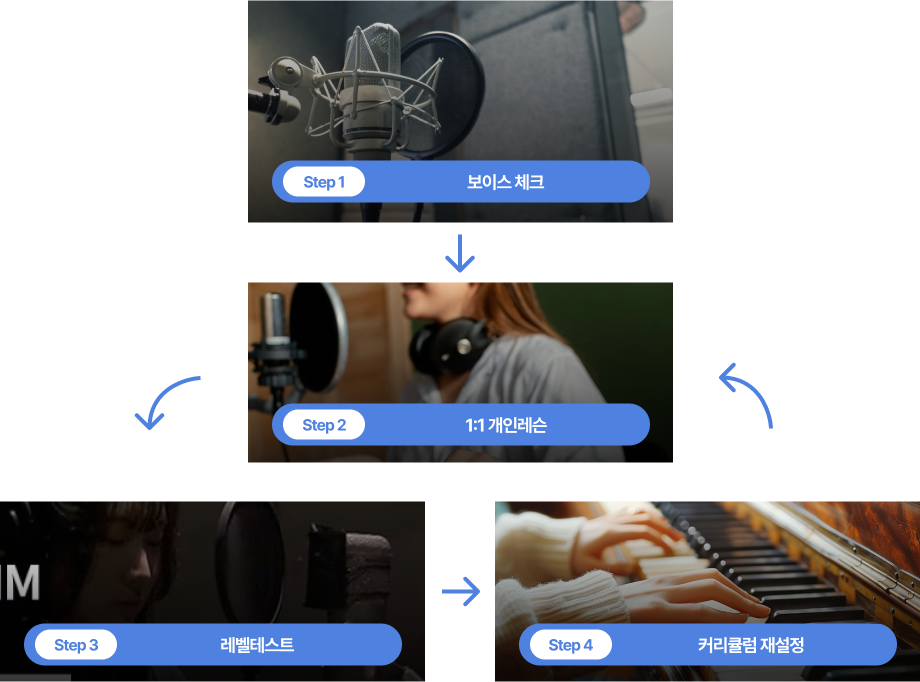 Step 1
보이스 체크
Step 2
1:1 개인레슨
Step 3
레벨테스트
Step 4
커리큘럼 재설정